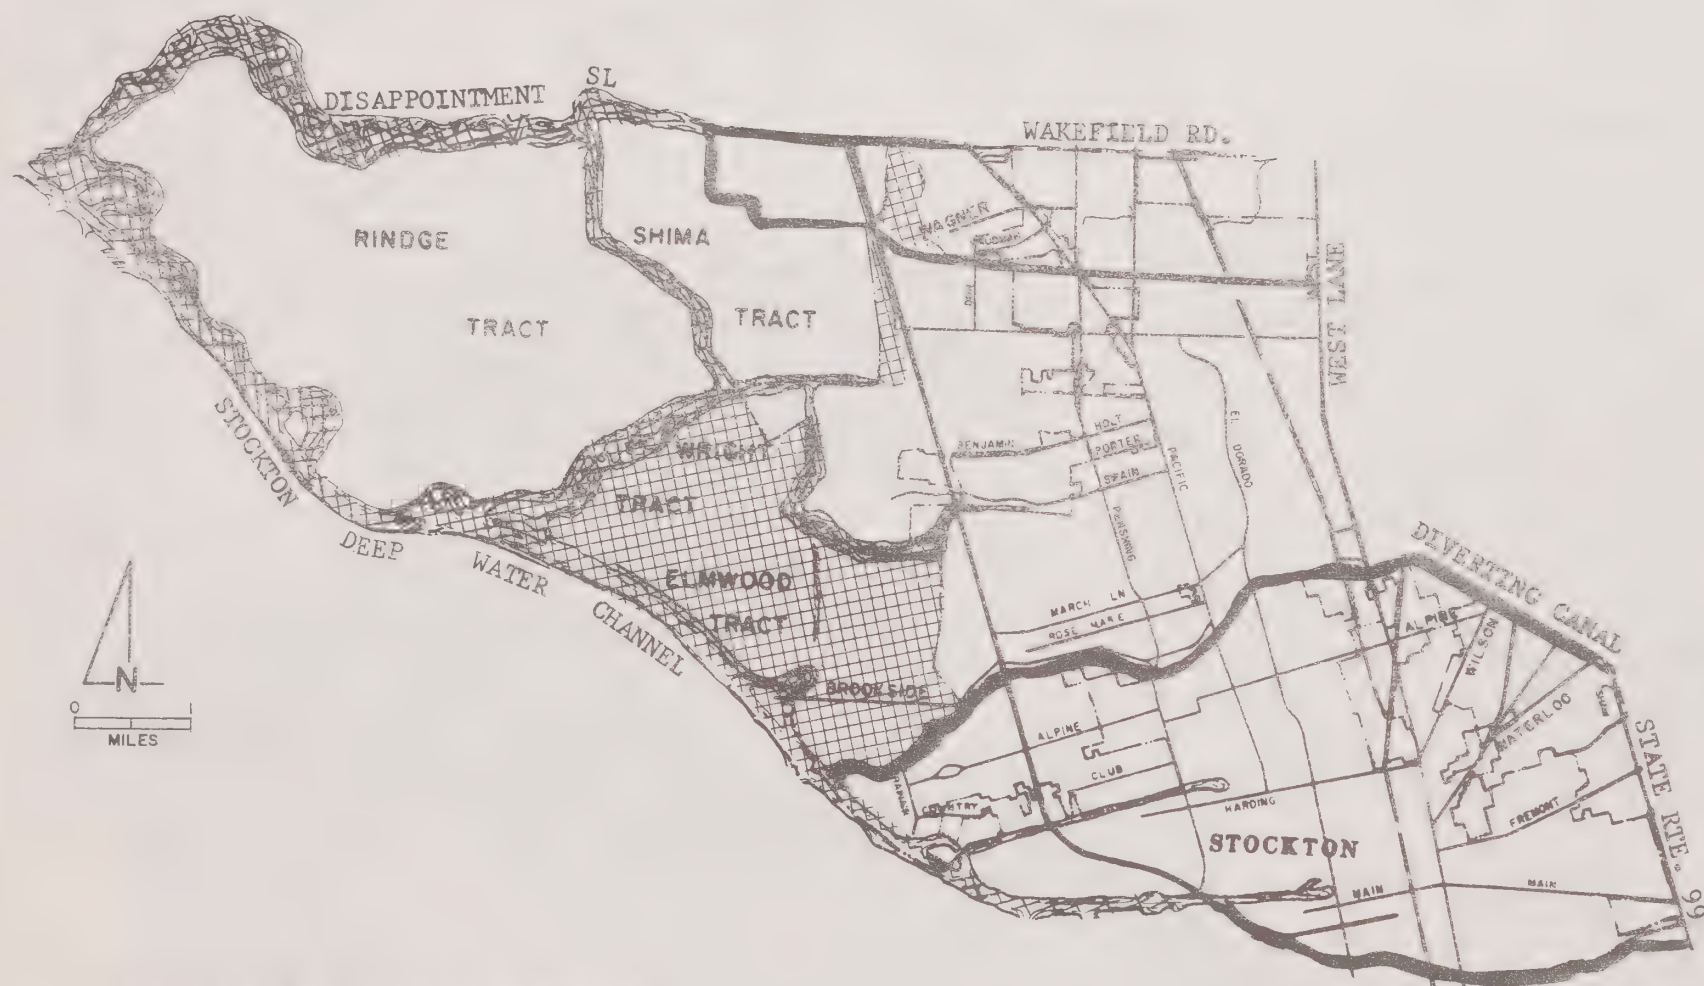 SL
DISAPPOINTMENT
WAKEFIELD RD.
WAGNER
RINDGE
SHIMA
TRACT
TRACT
WEST LANE
EL DORADO
HOLT
BENJAMIN
PORTER
SPAIN
PACIFIC
PERSHING
WRIGHT
TRACT
STOCKTON
DEEP
WATER
CHANNEL
ELMWOOD
TRACT
MARCH LN
ROSE MARIE
DIVERTING CANAL
ALPINE
WILSON
BROOKSIDE
N
0 1
MILES
ALPINE
WATERLOO
CLUB
COUNTRY
HARDING
FREMONT
STOCKTON
MAIN
MAIN
STATE RTE. 99